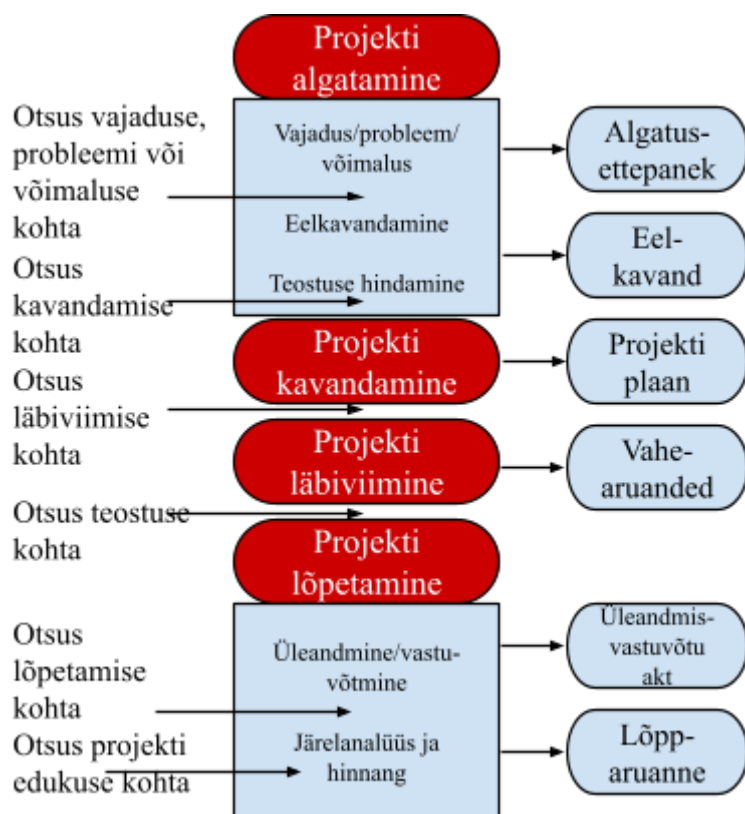 Projekti
algatamine
Otsus vajaduse,
probleemi või
võimaluse
kohta
Vajadus/probleem/
võimalus
Eelkavandamine
Teostuse hindamine
Algatus-
ettepanek
Eel-
kavand
Otsus
kavandamise
kohta
Projekti
kavandamine
Projekti
plaan
Otsus
läbiviimise
kohta
Projekti
läbiviimine
Vahe-
aruanded
Otsus teostuse
kohta
Projekti
lõpetamine
Otsus
lõpetamise
kohta
Üleandmine/vastu-
võtmine
Üleandmis-
vastuvõtu
akt
Otsus projekti
edukuse kohta
Järelanalüüs ja
hinnang
Lõpp-
aruanne